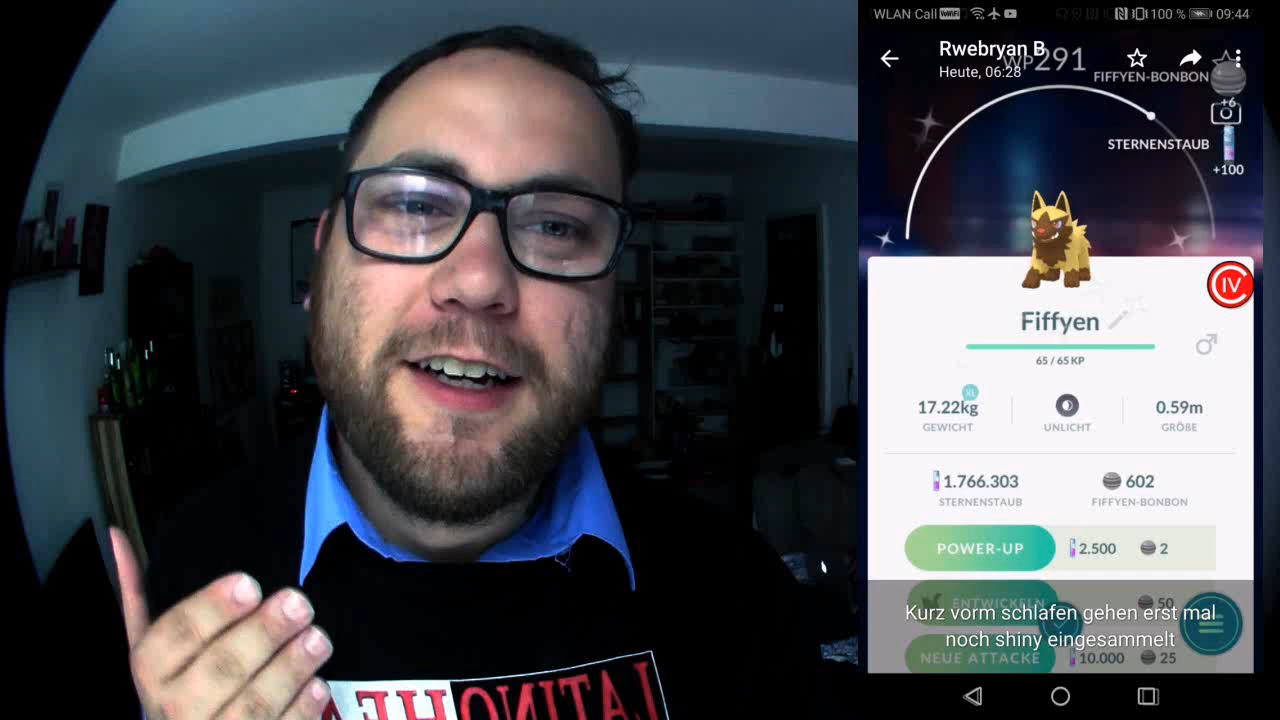 WLAN Call VoWiFi 100 % 09:44
Rwebryan B
Heute, 06:28
WP291
FIFFYEN-BONBON
+6
STERNENSTAUB
+100
IV
Fiffyen
65 / 65 KP
XL
17.22kg
GEWICHT
UNLICHT
0.59m
GRÖßE
1.766.303
STERNENSTAUB
602
FIFFYEN-BONBON
POWER-UP 2.500 2
ENTWICKELN 50
Kurz vorm schlafen gehen erst mal
noch shiny eingesammelt
NEUE ATTACKE 10.000 25